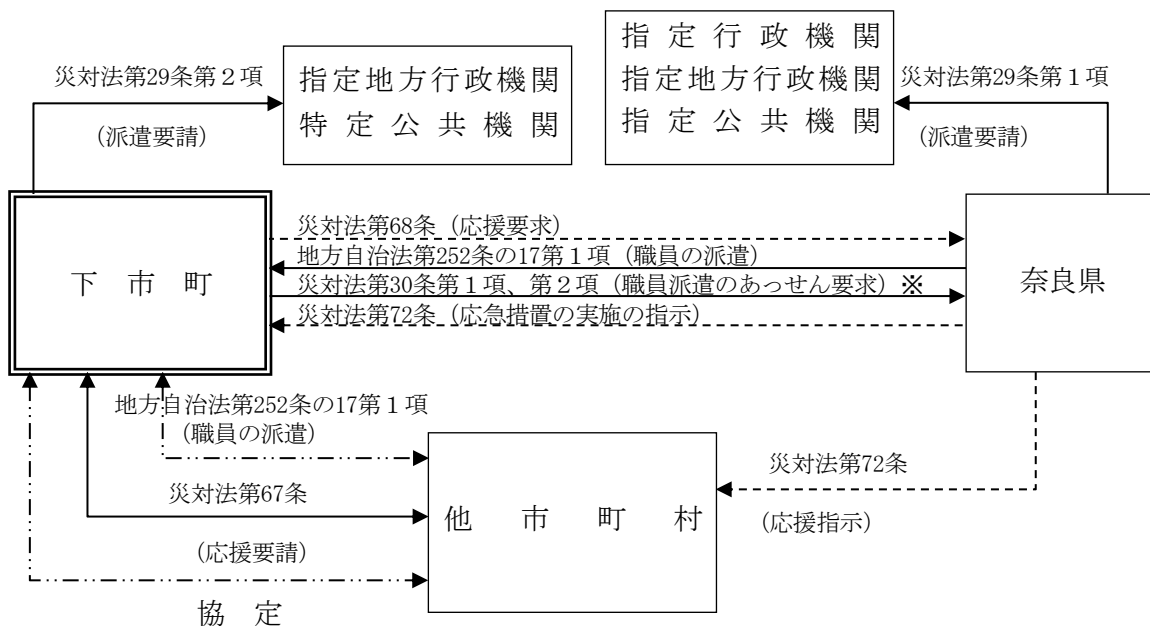 指定行政機関
指定地方行政機関
指定公共機関
災対法第29条第２項
(派遣要請)
指定地方行政機関
特定公共機関
災対法第29条第１項
(派遣要請)
下市町
災対法第68条（応援要求）
地方自治法第252条の17第１項（職員の派遣）
災対法第30条第１項、第２項（職員派遣のあっせん要求）※
災対法第72条（応急措置の実施の指示）
奈良県
地方自治法第252条の17第１項
(職員の派遣)
災対法第67条
(応援要請)
協定
他市町村
災対法第72条
(応援指示)